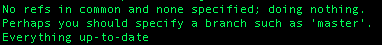 No refs in common and none specified; doing nothing.
Perhaps you should specify a branch such as 'master'.
Everything up-to-date